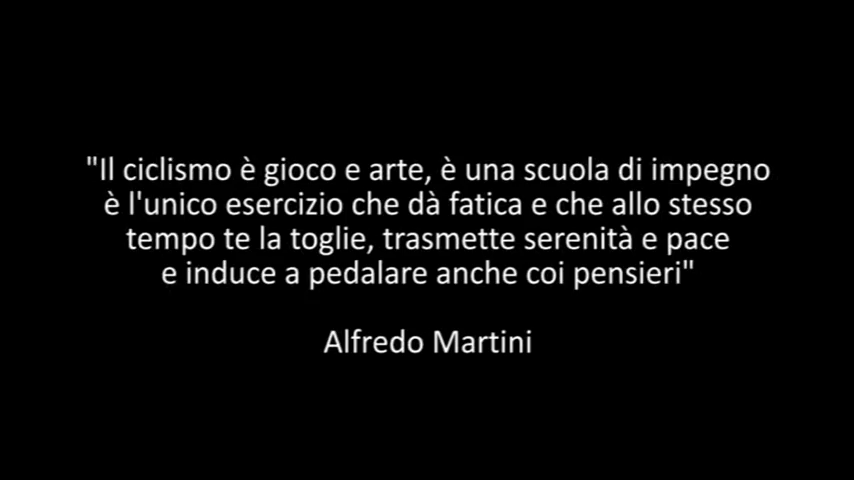 "Il ciclismo è gioco e arte, è una scuola di impegno
è l'unico esercizio che dà fatica e che allo stesso
tempo te la toglie, trasmette serenità e pace
e induce a pedalare anche coi pensieri"
Alfredo Martini